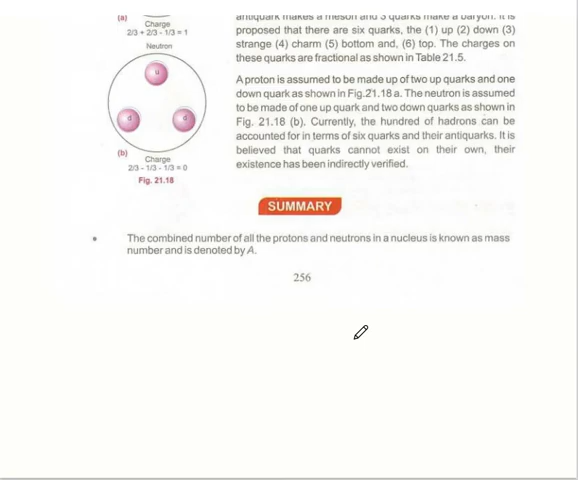 (a)
Charge
2/3 + 2/3 - 1/3 = 1
Neutron
u
d
d
(b)
Charge
2/3 - 1/3 - 1/3 = 0
Fig. 21.18
antiquark makes a meson and 3 quarks make a baryon. It is
proposed that there are six quarks, the (1) up (2) down (3)
strange (4) charm (5) bottom and, (6) top. The charges on
these quarks are fractional as shown in Table 21.5.
A proton is assumed to be made up of two up quarks and one
down quark as shown in Fig.21.18 a. The neutron is assumed
to be made of one up quark and two down quarks as shown in
Fig. 21.18 (b). Currently, the hundred of hadrons can be
accounted for in terms of six quarks and their antiquarks. It is
believed that quarks cannot exist on their own, their
existence has been indirectly verified.
SUMMARY
• The combined number of all the protons and neutrons in a nucleus is known as mass
number and is denoted by A.
256